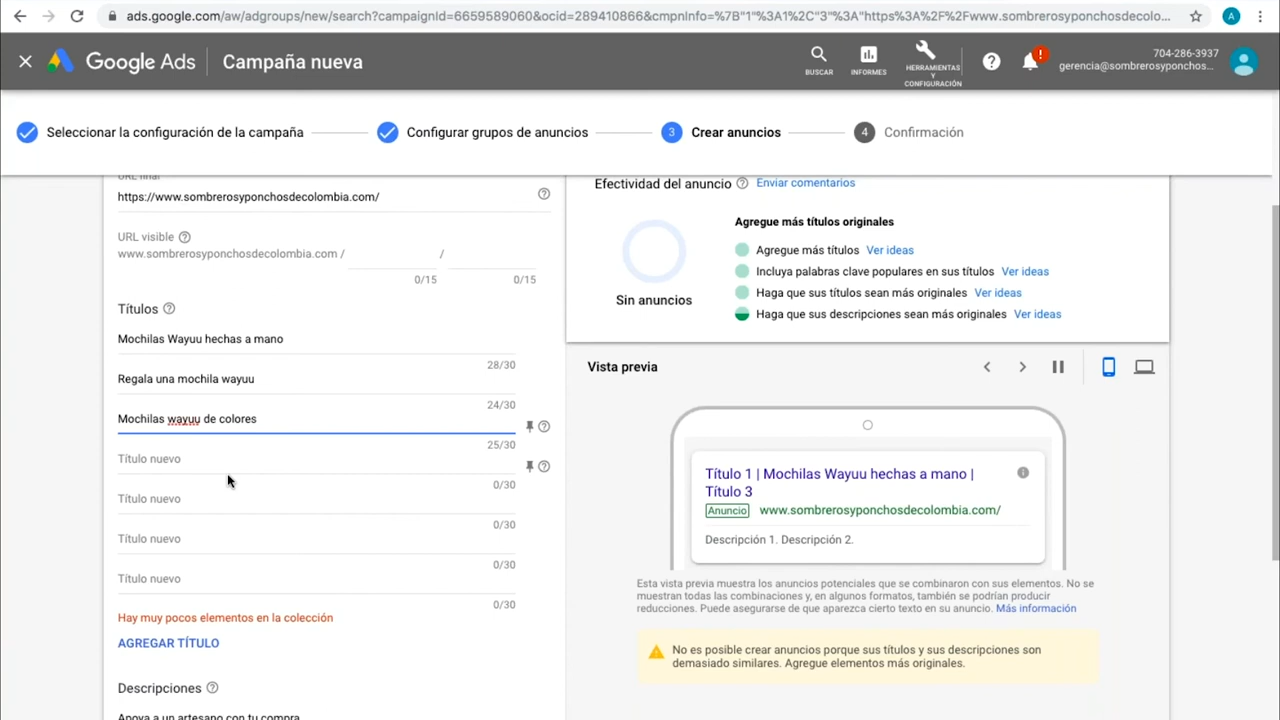 ads.google.com/aw/adgroups/new/search?campaignId=6659589060&ocid=289410866&cmpnInfo=%7B"1"%3A1%2C"3"%3A"https%3A%2F%2Fwww.sombrerosyponchosdecolo...
A
Google Ads
Campaña nueva
BUSCAR
INFORMES
HERRAMIENTAS
Y
CONFIGURACIÓN
704-286-3937
gerencia@sombrerosyponchos...
Seleccionar la configuración de la campaña
Configurar grupos de anuncios
3 Crear anuncios
4 Confirmación
URL final
https://www.sombrerosyponchosdecolombia.com/
URL visible
www.sombrerosyponchosdecolombia.com / /
0/15 0/15
Títulos
Mochilas Wayuu hechas a mano
28/30
Regala una mochila wayuu
24/30
Mochilas wayuu de colores
25/30
Título nuevo
0/30
Título nuevo
0/30
Título nuevo
0/30
Título nuevo
0/30
Hay muy pocos elementos en la colección
AGREGAR TÍTULO
Descripciones
Apoya a un artesano con tu compra
Efectividad del anuncio Enviar comentarios
Sin anuncios
Agregue más títulos originales
Agregue más títulos Ver ideas
Incluya palabras clave populares en sus títulos Ver ideas
Haga que sus títulos sean más originales Ver ideas
Haga que sus descripciones sean más originales Ver ideas
Vista previa
Título 1 | Mochilas Wayuu hechas a mano |
Título 3
Anuncio www.sombrerosyponchosdecolombia.com/
Descripción 1. Descripción 2.
Esta vista previa muestra los anuncios potenciales que se combinaron con sus elementos. No se
muestran todas las combinaciones y, en algunos formatos, también se podrían producir
reducciones. Puede asegurarse de que aparezca cierto texto en su anuncio. Más información
No es posible crear anuncios porque sus títulos y sus descripciones son
demasiado similares. Agregue elementos más originales.